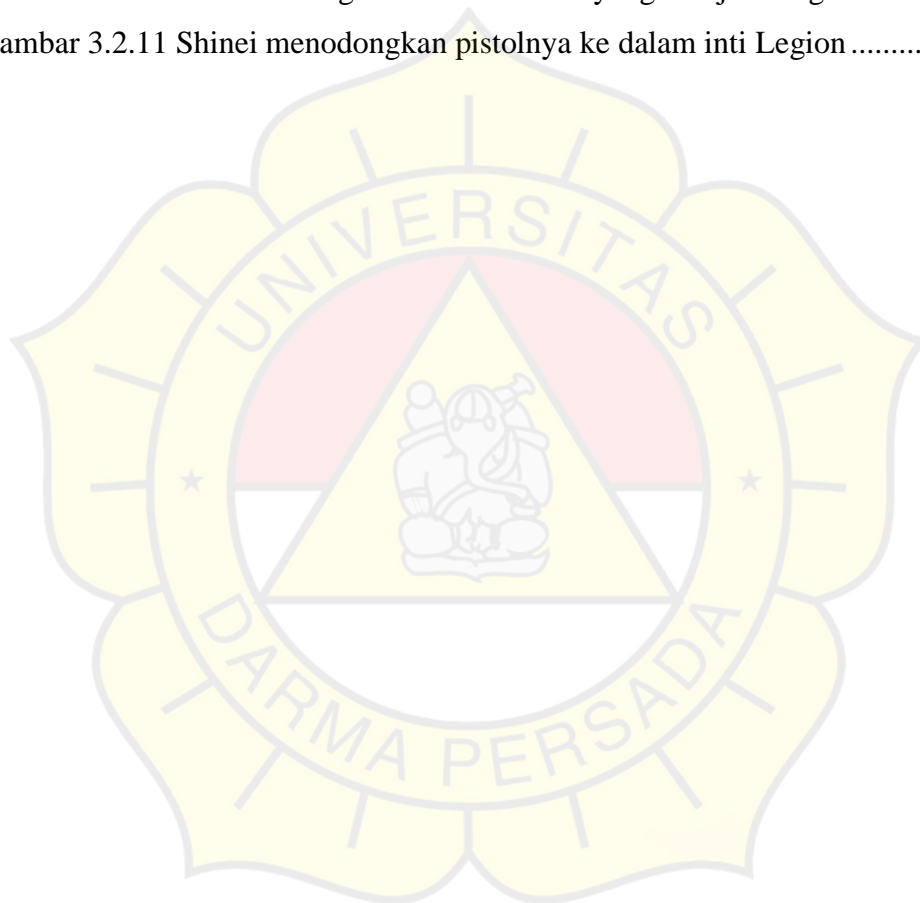 ambar 3.2.11 Shinei menodongkan pistolnya ke dalam inti Legion .........
UNIVERSITAS
DARMA PERSADA